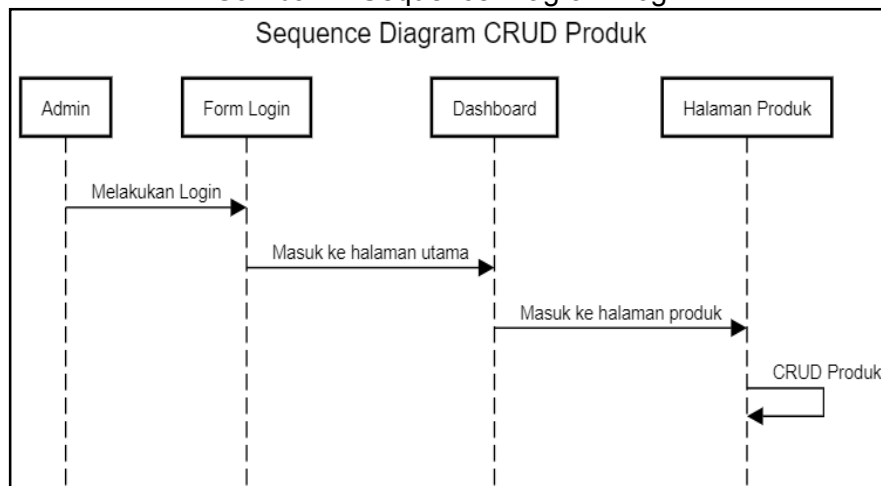 Sequence Diagram CRUD Produk
Admin
Form Login
Dashboard
Halaman Produk
Melakukan Login
Masuk ke halaman utama
Masuk ke halaman produk
CRUD Produk